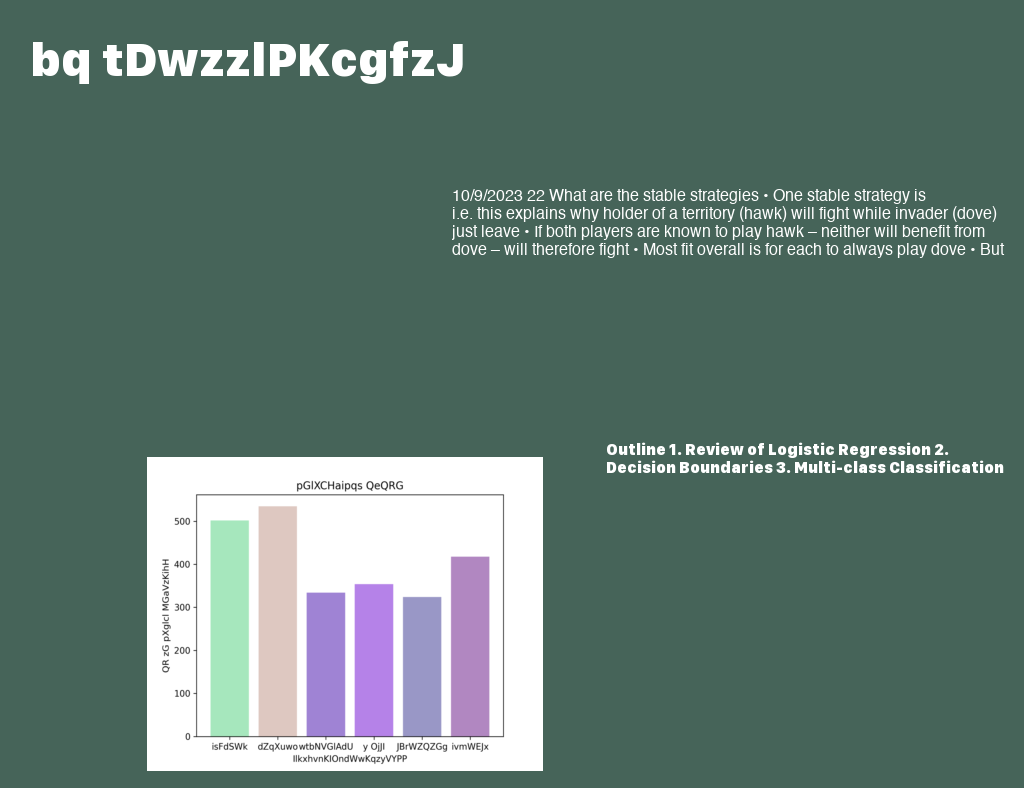 bq tDwzzlPKcgfzJ
10/9/2023 22 What are the stable strategies • One stable strategy is
i.e. this explains why holder of a territory (hawk) will fight while invader (dove)
just leave • If both players are known to play hawk – neither will benefit from
dove – will therefore fight • Most fit overall is for each to always play dove • But
Outline 1. Review of Logistic Regression 2.
Decision Boundaries 3. Multi-class Classification
pGlXCHaipqs QeQRG
QR zG pXglcl MGaVzKihH
500
400
300
200
100
0
isFdSWk dZqXuwo wtbNVGlAdU y OjJl JBrWZQZGg ivmWEJx
llkxhvnKlOndWwKqzyVYPP